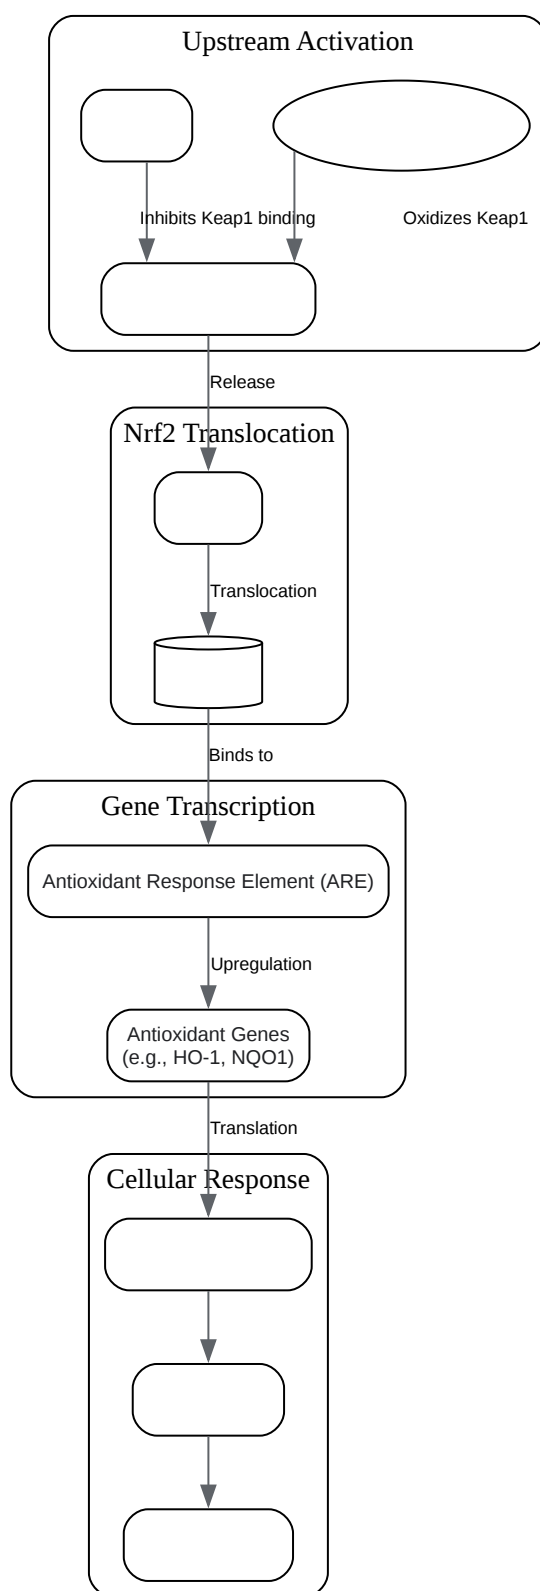 Upstream Activation
Inhibits Keap1 binding
Oxidizes Keap1
Release
Nrf2 Translocation
Translocation
Binds to
Gene Transcription
Antioxidant Response Element (ARE)
Upregulation
Antioxidant Genes
(e.g., HO-1, NQO1)
Translation
Cellular Response